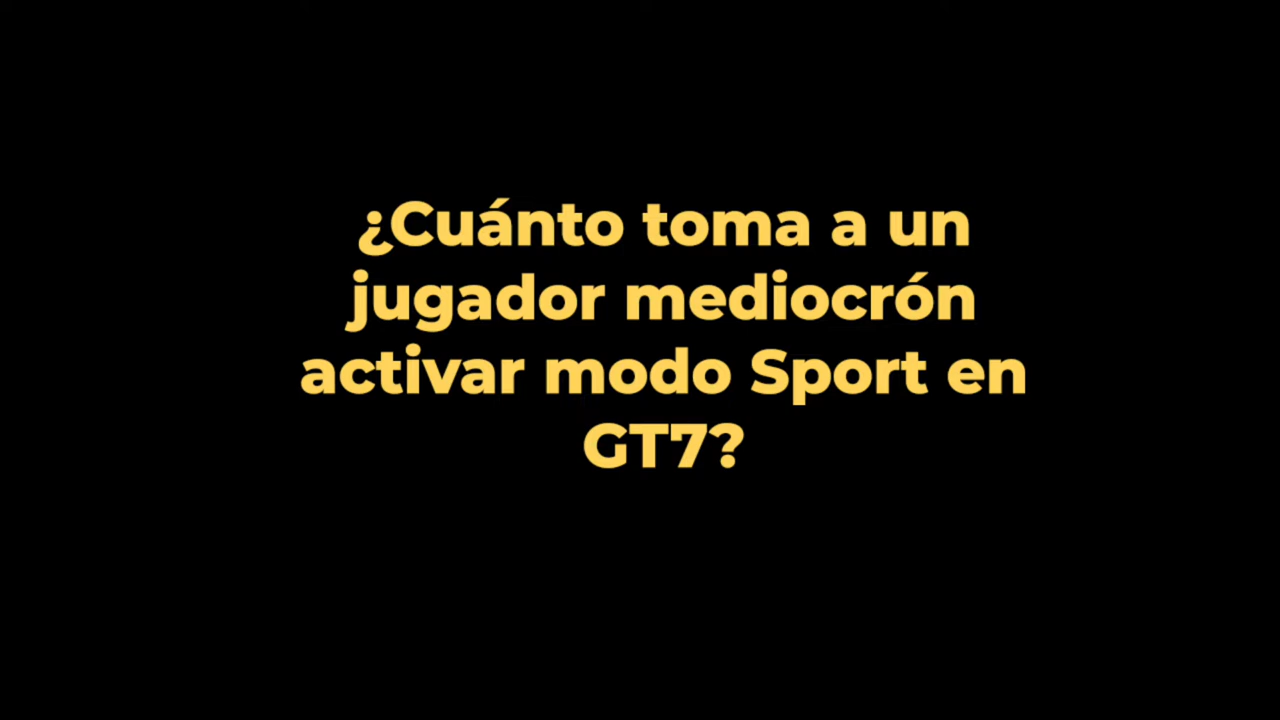 ¿Cuánto toma a un
jugador mediocrón
activar modo Sport en
GT7?